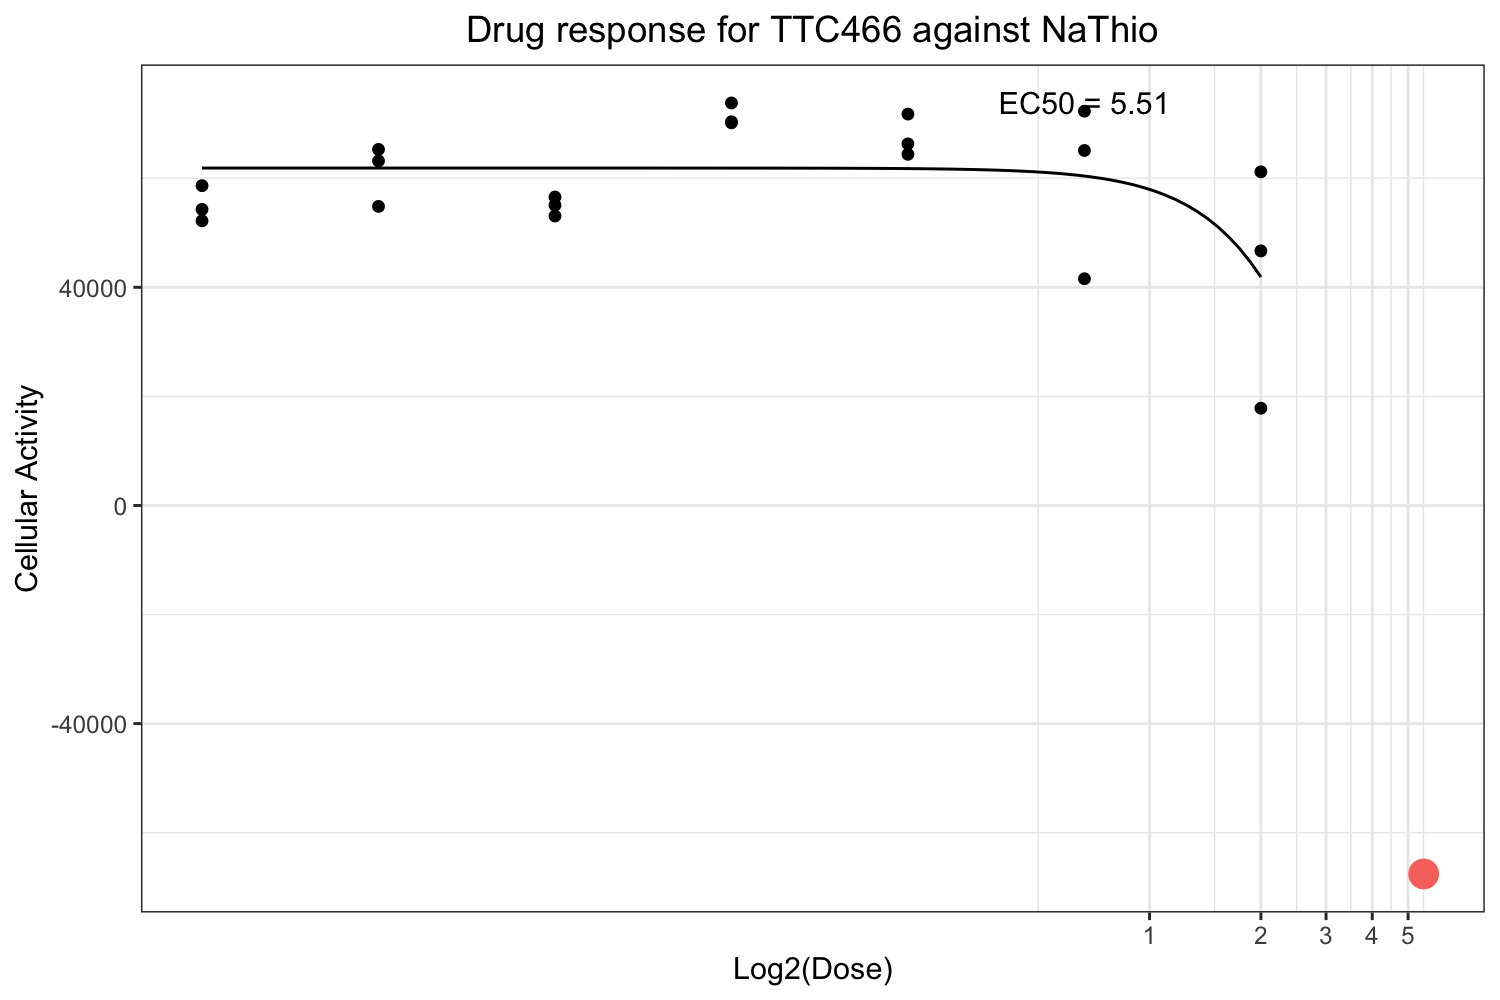 Drug response for TTC466 against NaThio
EC50 = 5.51
40000
0
-40000
Cellular Activity
1 2 3 4 5
Log2(Dose)